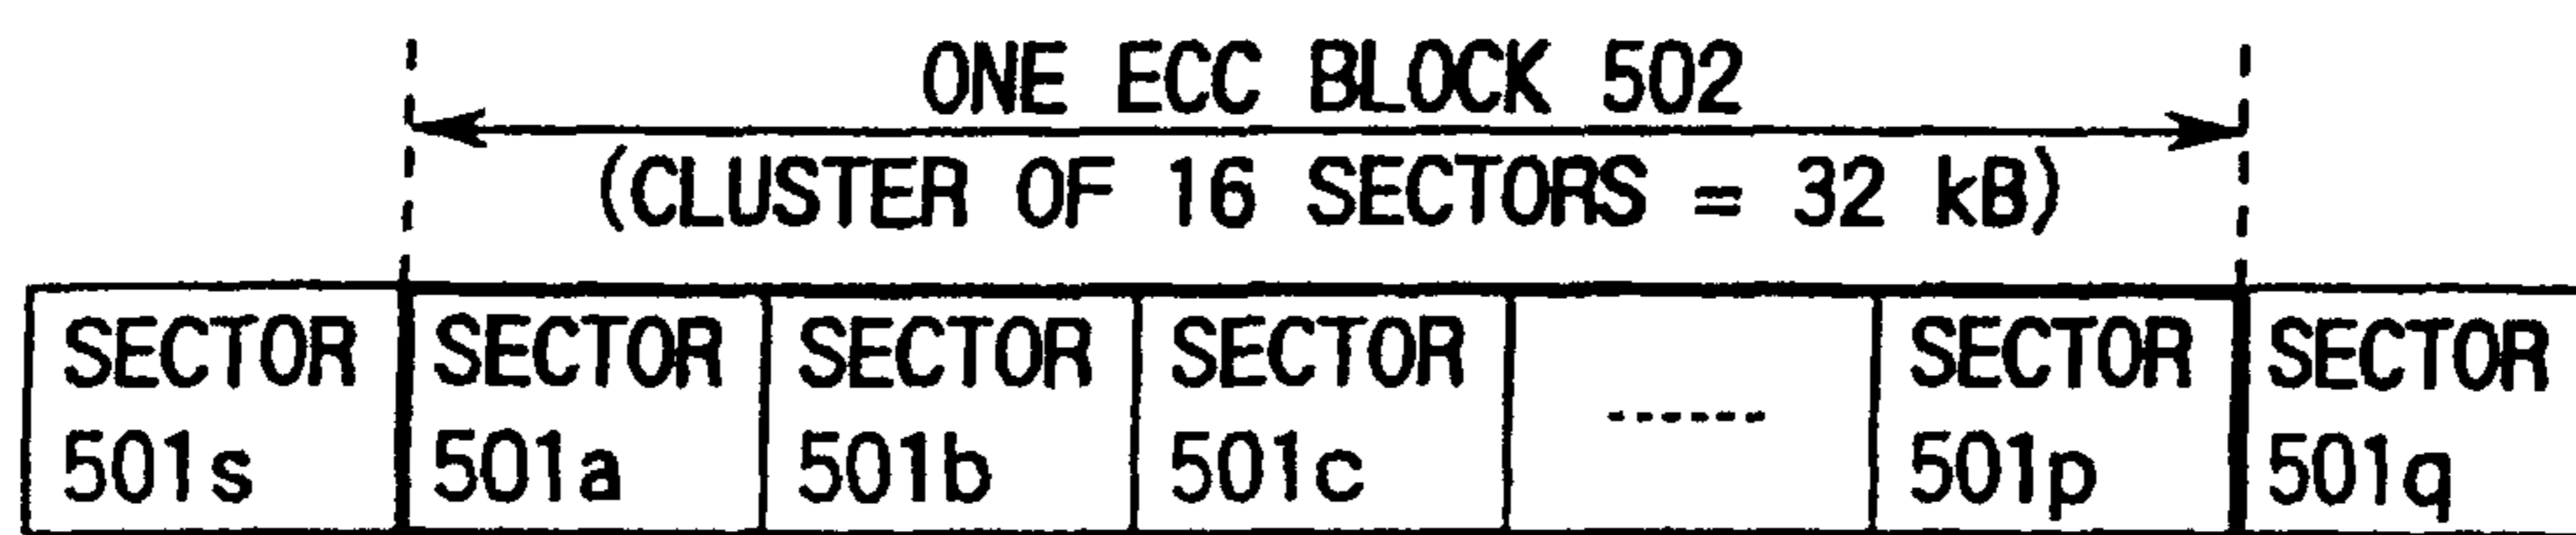 ONE ECC BLOCK 502
(CLUSTER OF 16 SECTORS = 32 kB)
SECTOR SECTOR SECTOR SECTOR ------ SECTOR SECTOR
501s 501a 501b 501c 501p 501q